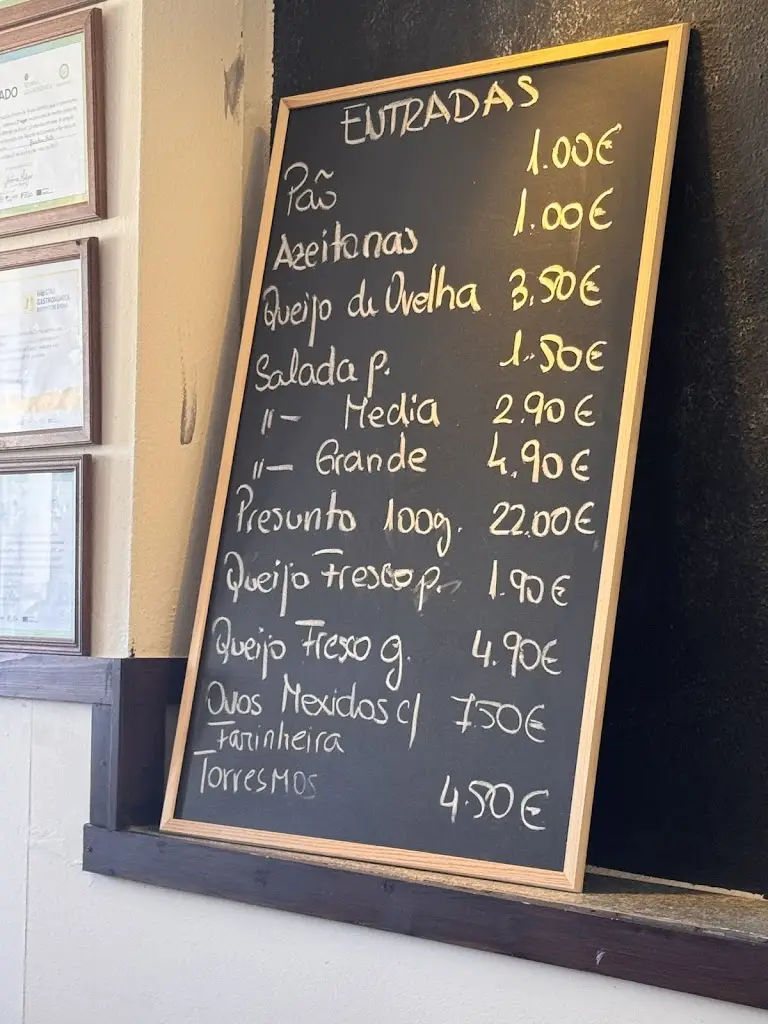 ADO
ENTRADAS
Pão 1.00€
Azeitonas 1.00€
Queijo de Ovelha 3.50€
Salada p. 1.50€
"- Media 2.90€
"- Grande 4.90€
Presunto 100g. 22.00€
Queijo Fresco p. 1.90€
Queijo Fresco g. 4.90€
Ovos Mexidos c/ 7.50€
Farinheira
Torresmos 4.50€